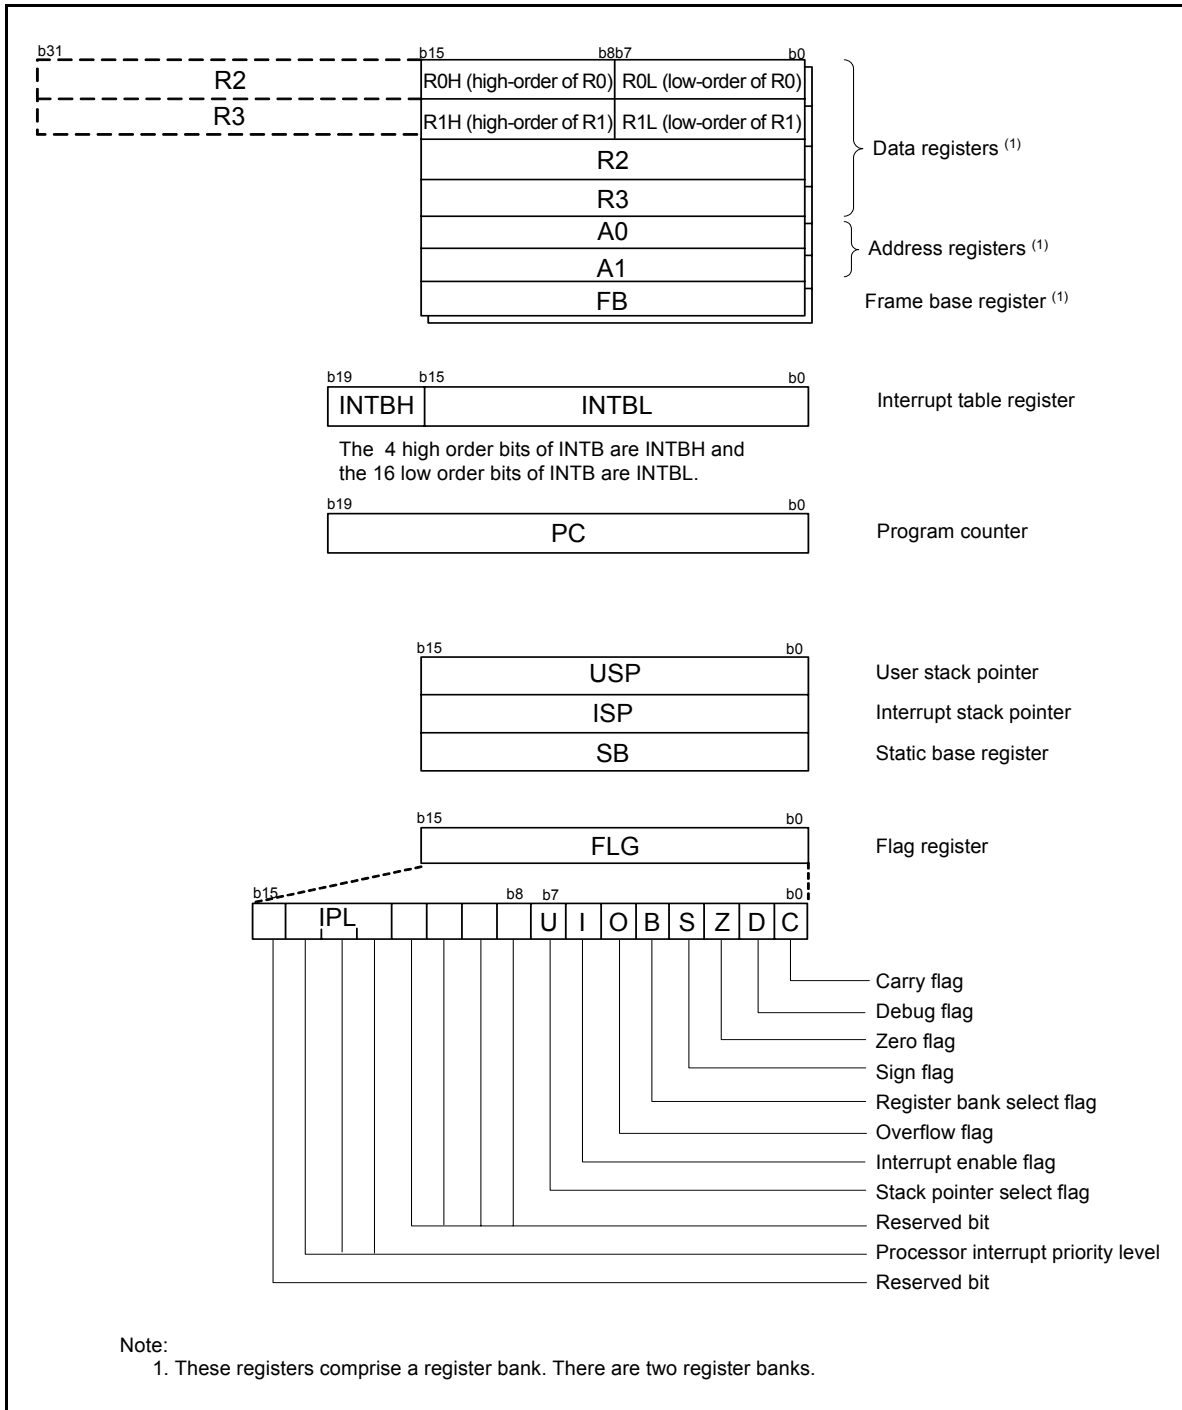 b31 b15 b8b7 b0
R2 R0H (high-order of R0) R0L (low-order of R0)
R3 R1H (high-order of R1) R1L (low-order of R1)
Data registers (1)
R2
R3
A0
Address registers (1)
A1
FB Frame base register (1)
b19 b15 b0
INTBH INTBL Interrupt table register
The 4 high order bits of INTB are INTBH and
the 16 low order bits of INTB are INTBL.
b19 b0
PC Program counter
b15 b0
USP User stack pointer
ISP Interrupt stack pointer
SB Static base register
b15 b0
FLG Flag register
b15 b8 b7 b0
IPL U I O B S Z D C
Carry flag
Debug flag
Zero flag
Sign flag
Register bank select flag
Overflow flag
Interrupt enable flag
Stack pointer select flag
Reserved bit
Processor interrupt priority level
Reserved bit
Note:
1. These registers comprise a register bank. There are two register banks.